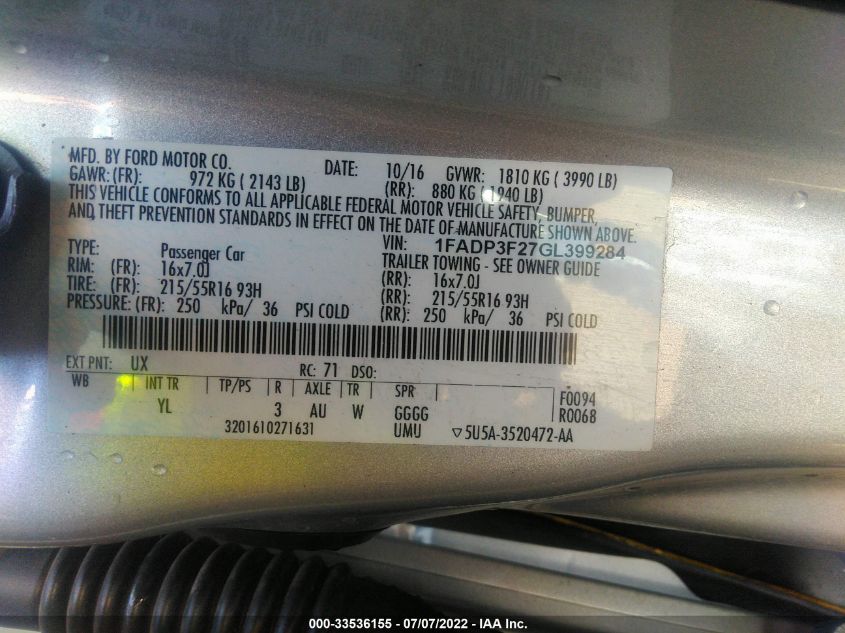 MFD. BY FORD MOTOR CO. DATE: 10/16 GVWR: 1810 KG ( 3990 LB)
GAWR: (FR): 972 KG ( 2143 LB) (RR): 880 KG ( 1940 LB)
THIS VEHICLE CONFORMS TO ALL APPLICABLE FEDERAL MOTOR VEHICLE SAFETY, BUMPER,
AND THEFT PREVENTION STANDARDS IN EFFECT ON THE DATE OF MANUFACTURE SHOWN ABOVE.
VIN: 1FADP3F27GL399284
TYPE: Passenger Car TRAILER TOWING - SEE OWNER GUIDE
RIM: (FR): 16x7.0J (RR): 16x7.0J
TIRE: (FR): 215/55R16 93H (RR): 215/55R16 93H
PRESSURE: (FR): 250 kPa/ 36 PSI COLD (RR): 250 kPa/ 36 PSI COLD
EXT PNT: UX RC: 71 DSO:
WB INT TR TP/PS R AXLE TR SPR F0094
YL 3 AU W GGGG R0068
3201610271631 UMU ▽5U5A-3520472-AA
000-33536155 - 07/07/2022 - IAA Inc.